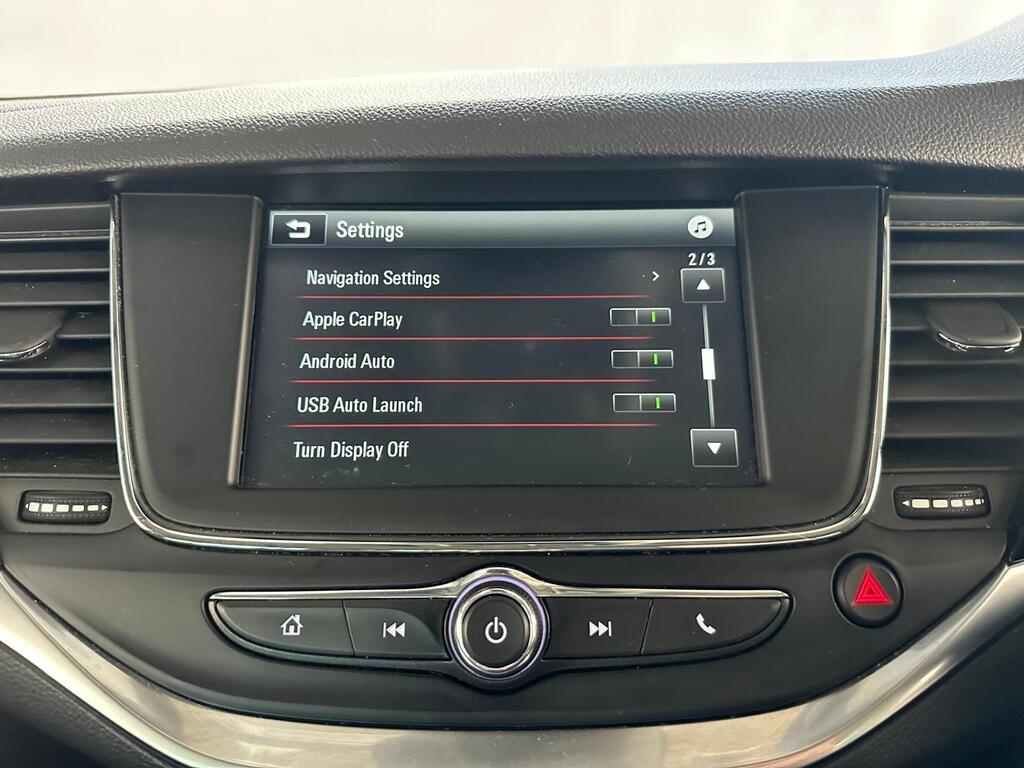 Settings
2/3
Navigation Settings
Apple CarPlay
Android Auto
USB Auto Launch
Turn Display Off